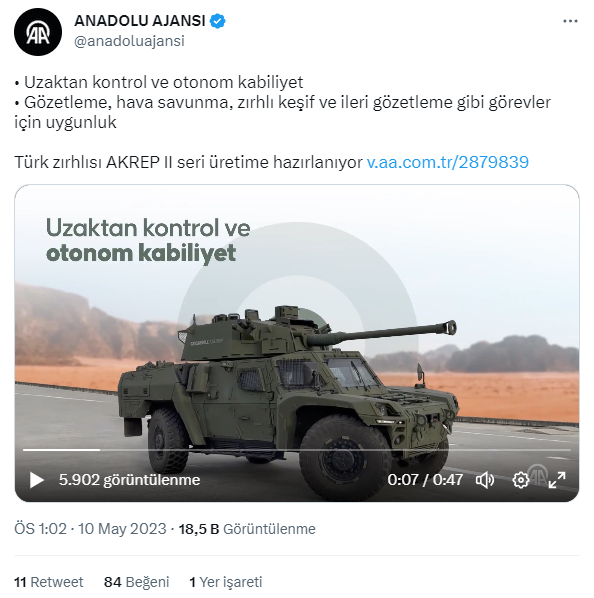 ANADOLU AJANSI
@anadoluajansi
• Uzaktan kontrol ve otonom kabiliyet
• Gözetleme, hava savunma, zırhlı keşif ve ileri gözetleme gibi görevler
için uygunluk
Türk zırhlısı AKREP II seri üretime hazırlanıyor v.aa.com.tr/2879839
Uzaktan kontrol ve
otonom kabiliyet
5.902 görüntülenme
0:07 / 0:47
ÖS 1:02 · 10 May 2023 · 18,5 B Görüntülenme
11 Retweet 84 Beğeni 1 Yer işareti